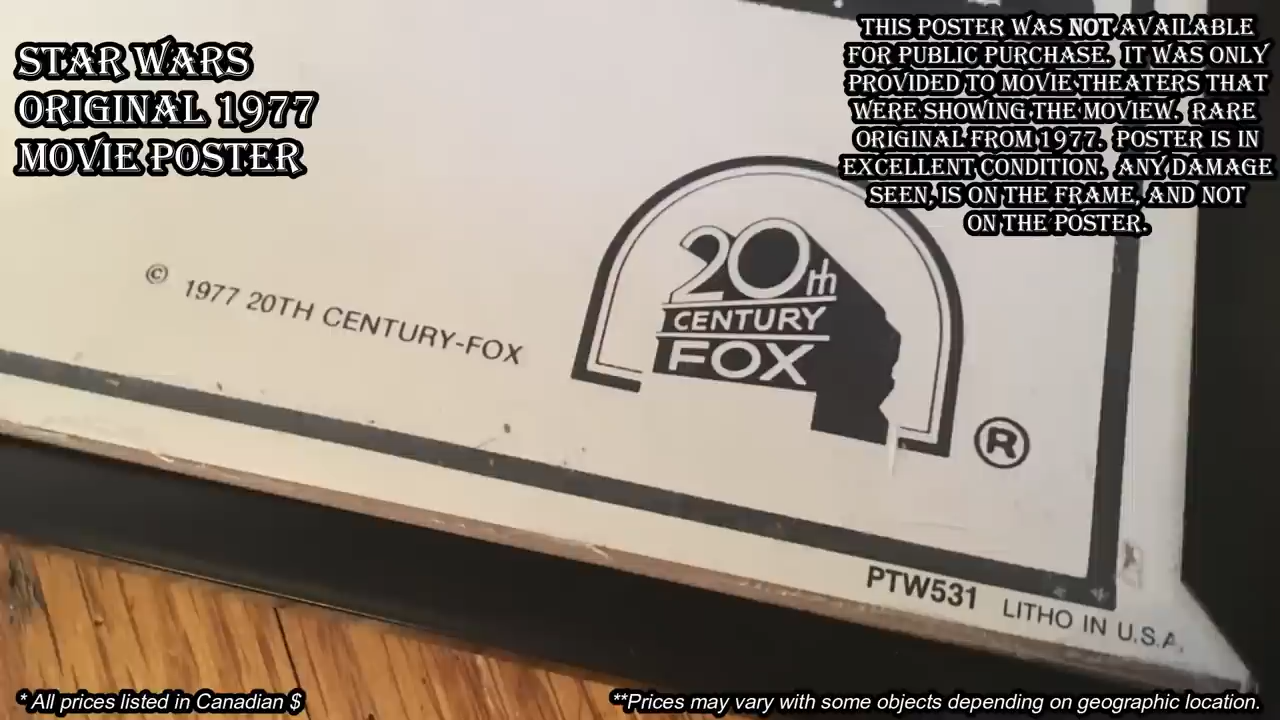 STAR WARS
ORIGINAL 1977
MOVIE POSTER
THIS POSTER WAS NOT AVAILABLE
FOR PUBLIC PURCHASE. IT WAS ONLY
PROVIDED TO MOVIE THEATERS THAT
WERE SHOWING THE MOVIEW. RARE
ORIGINAL FROM 1977. POSTER IS IN
EXCELLENT CONDITION. ANY DAMAGE
SEEN, IS ON THE FRAME, AND NOT
ON THE POSTER.
© 1977 20TH CENTURY-FOX
20th
CENTURY
FOX
®
PTW531 LITHO IN U.S.A.
* All prices listed in Canadian $
**Prices may vary with some objects depending on geographic location.